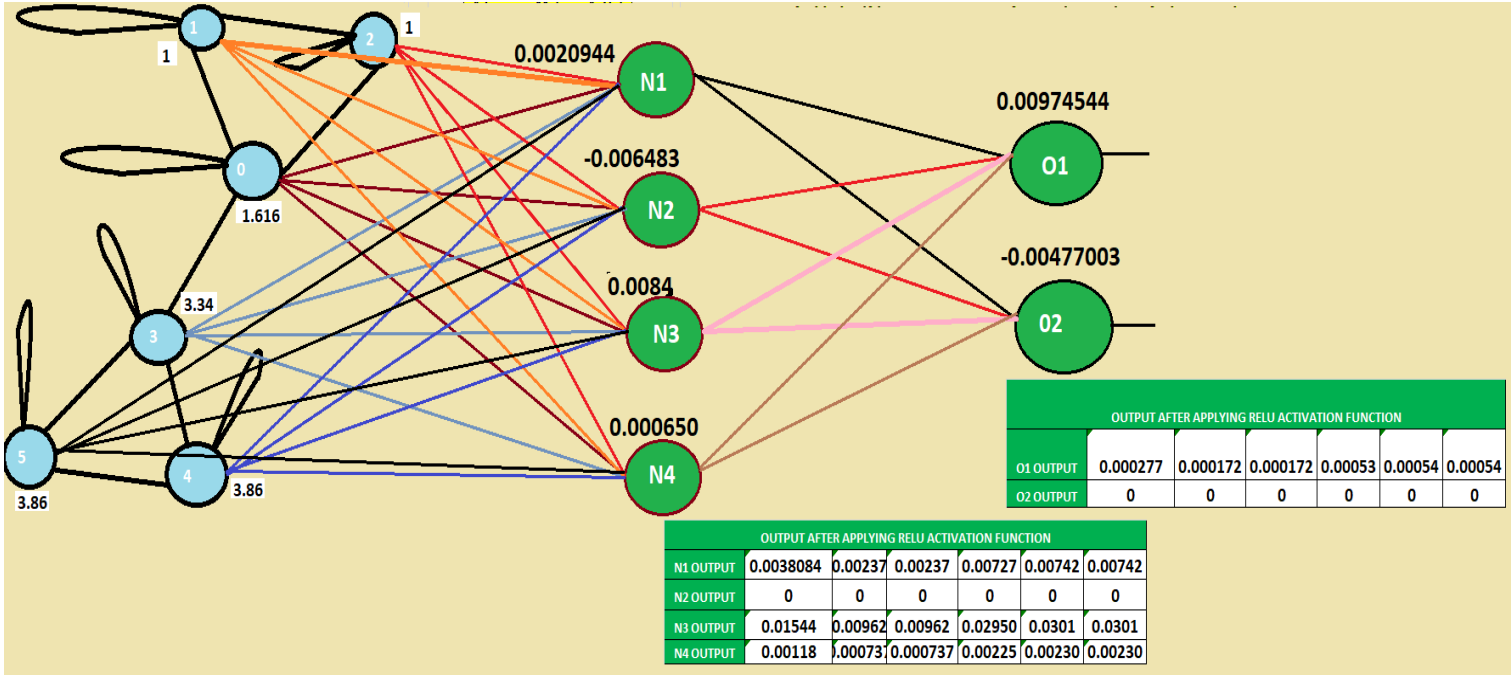 1
2
1
1
0.0020944
N1
0.00974544
O1
-0.006483
N2
0
1.616
-0.00477003
O2
0.0084
N3
3.34
3
0.000650
N4
5
4
3.86
3.86
OUTPUT AFTER APPLYING RELU ACTIVATION FUNCTION
O1 OUTPUT 0.000277 0.000172 0.000172 0.00053 0.00054 0.00054
O2 OUTPUT 0 0 0 0 0 0
OUTPUT AFTER APPLYING RELU ACTIVATION FUNCTION
N1 OUTPUT 0.0038084 0.00237 0.00237 0.00727 0.00742 0.00742
N2 OUTPUT 0 0 0 0 0 0
N3 OUTPUT 0.01544 0.00962 0.00962 0.02950 0.0301 0.0301
N4 OUTPUT 0.00118 0.000737 0.00225 0.00230 0.00230